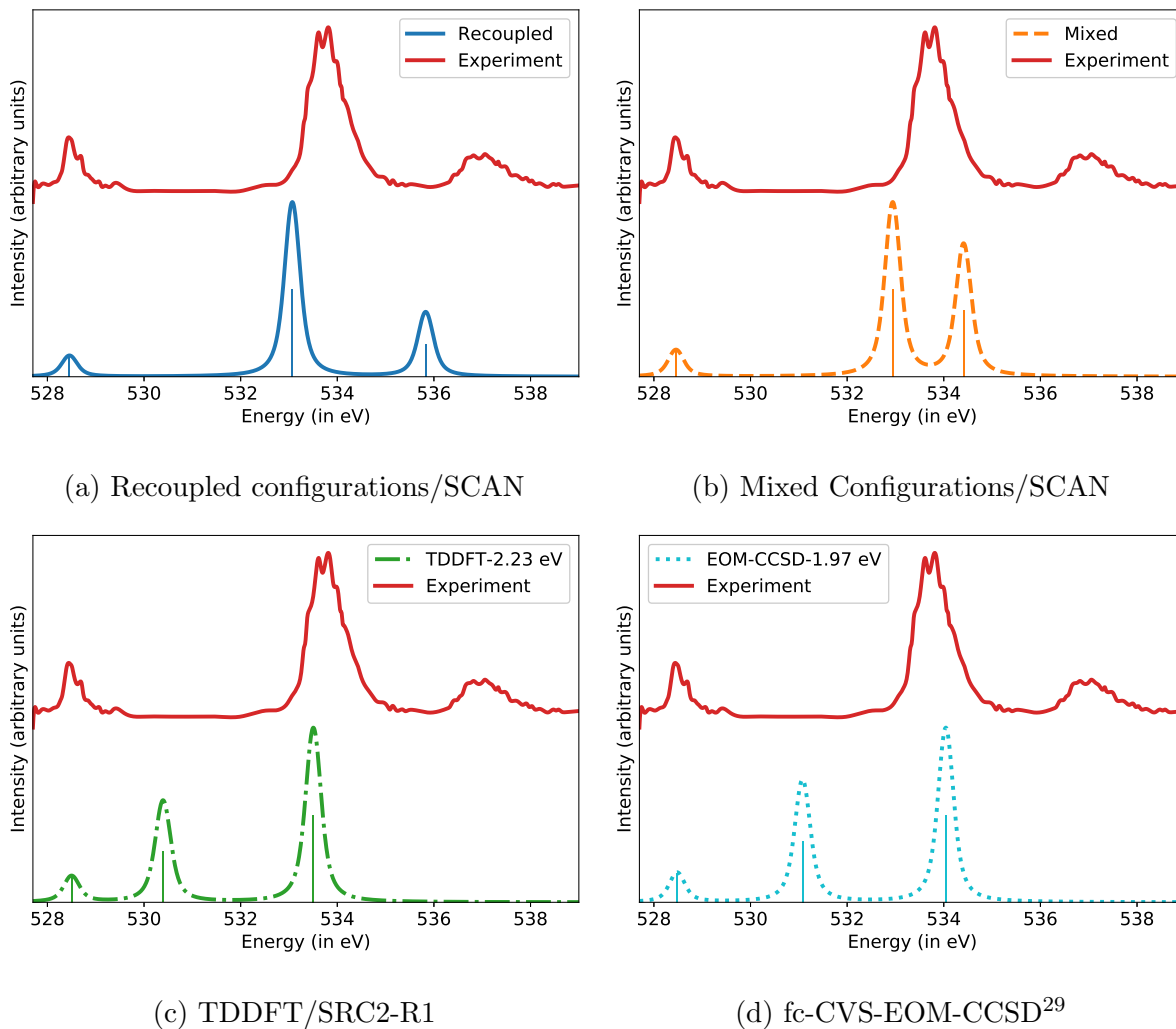 Recoupled
Experiment
Intensity (arbitrary units)
528 530 532 534 536 538
Energy (in eV)
(a) Recoupled configurations/SCAN
Mixed
Experiment
Intensity (arbitrary units)
528 530 532 534 536 538
Energy (in eV)
(b) Mixed Configurations/SCAN
TDDFT-2.23 eV
Experiment
Intensity (arbitrary units)
528 530 532 534 536 538
Energy (in eV)
(c) TDDFT/SRC2-R1
EOM-CCSD-1.97 eV
Experiment
Intensity (arbitrary units)
528 530 532 534 536 538
Energy (in eV)
(d) fc-CVS-EOM-CCSD²⁹